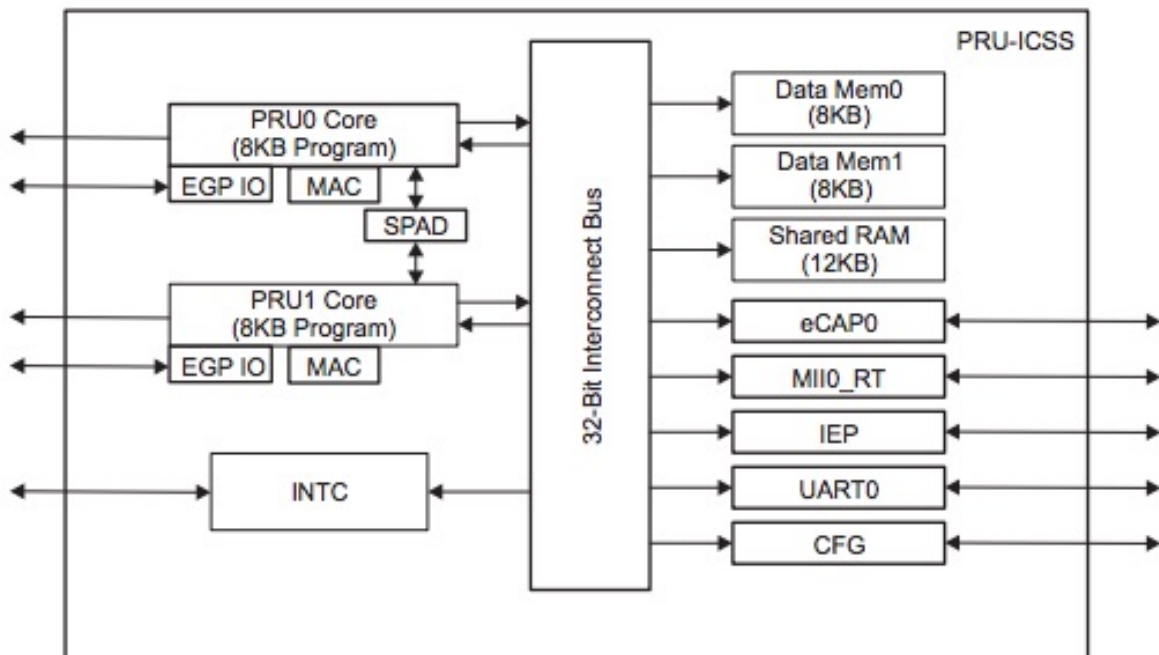 PRU-ICSS
PRU0 Core
(8KB Program)
EGP IO
MAC
SPAD
PRU1 Core
(8KB Program)
EGP IO
MAC
INTC
32-Bit Interconnect Bus
Data Mem0
(8KB)
Data Mem1
(8KB)
Shared RAM
(12KB)
eCAP0
MII0_RT
IEP
UART0
CFG